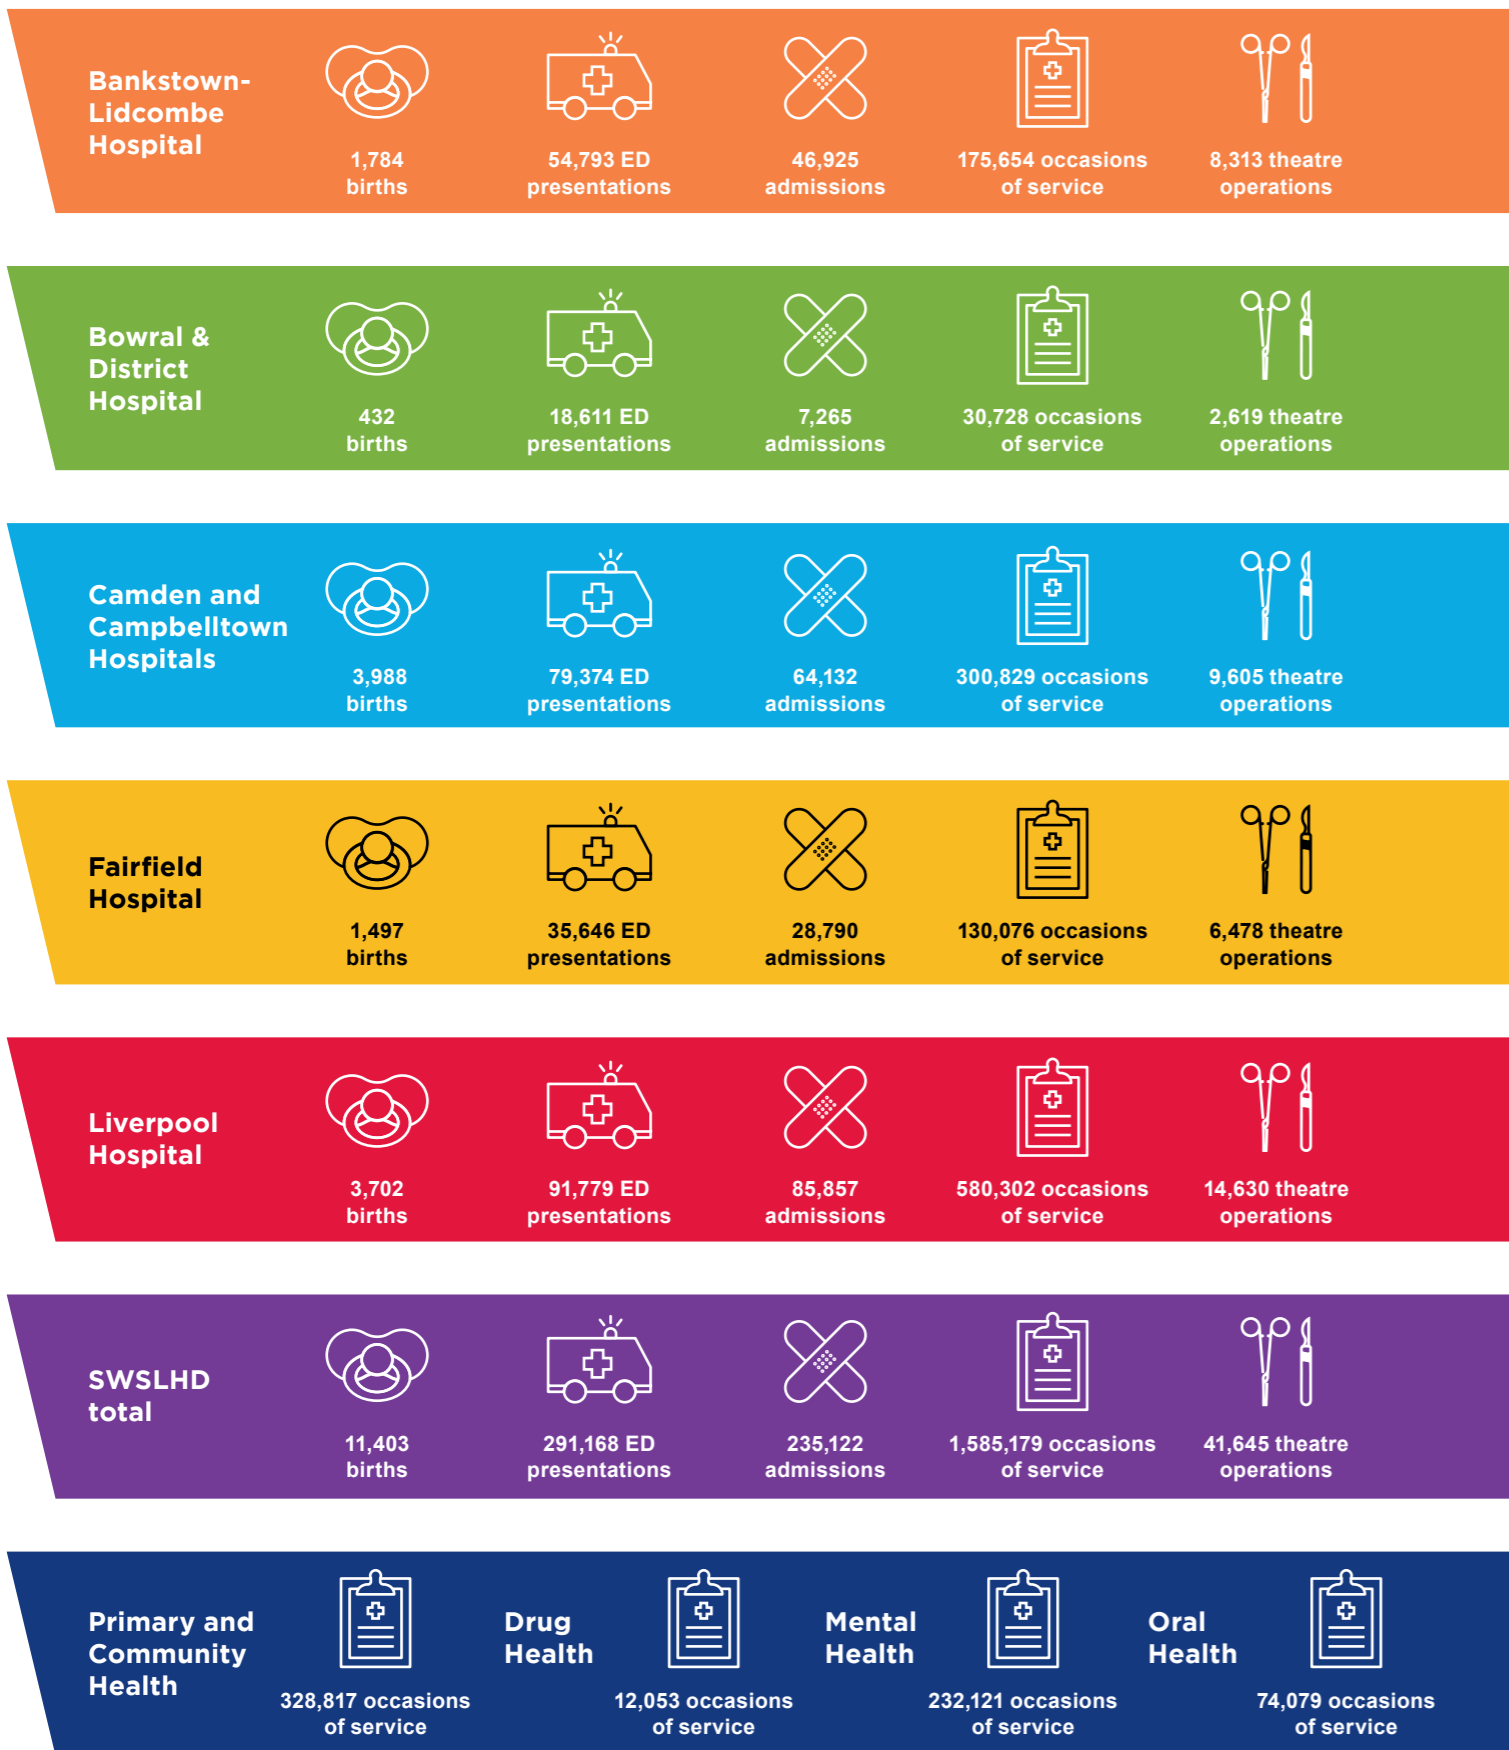 Bankstown-
Lidcombe
Hospital
1,784
births
54,793 ED
presentations
46,925
admissions
175,654 occasions
of service
8,313 theatre
operations
Bowral &
District
Hospital
432
births
18,611 ED
presentations
7,265
admissions
30,728 occasions
of service
2,619 theatre
operations
Camden and
Campbelltown
Hospitals
3,988
births
79,374 ED
presentations
64,132
admissions
300,829 occasions
of service
9,605 theatre
operations
Fairfield
Hospital
1,497
births
35,646 ED
presentations
28,790
admissions
130,076 occasions
of service
6,478 theatre
operations
Liverpool
Hospital
3,702
births
91,779 ED
presentations
85,857
admissions
580,302 occasions
of service
14,630 theatre
operations
SWSLHD
total
11,403
births
291,168 ED
presentations
235,122
admissions
1,585,179 occasions
of service
41,645 theatre
operations
Primary and
Community
Health
328,817 occasions
of service
Drug
Health
12,053 occasions
of service
Mental
Health
232,121 occasions
of service
Oral
Health
74,079 occasions
of service